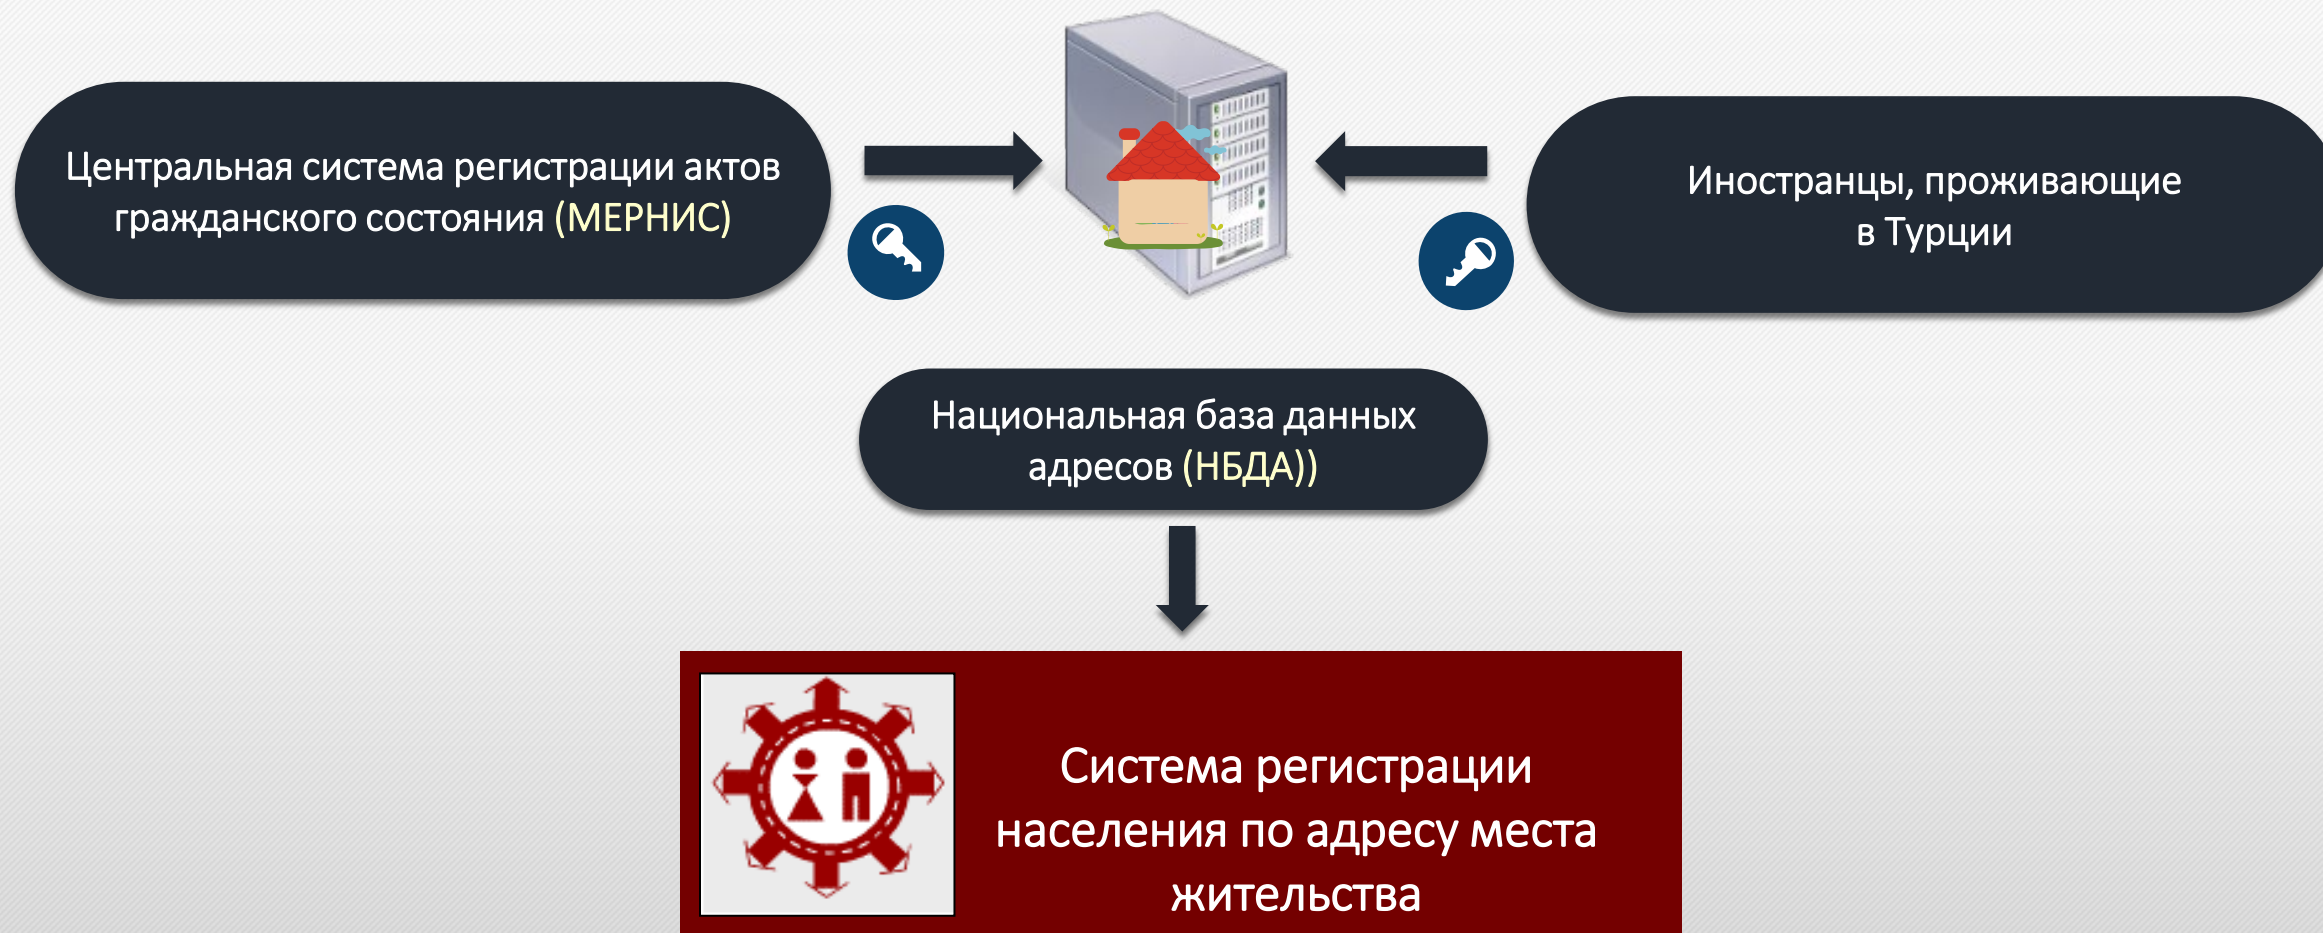 Центральная система регистрации актов
гражданского состояния (МЕРНИС)
Иностранцы, проживающие
в Турции
Национальная база данных
адресов (НБДА))
Система регистрации
населения по адресу места
жительства